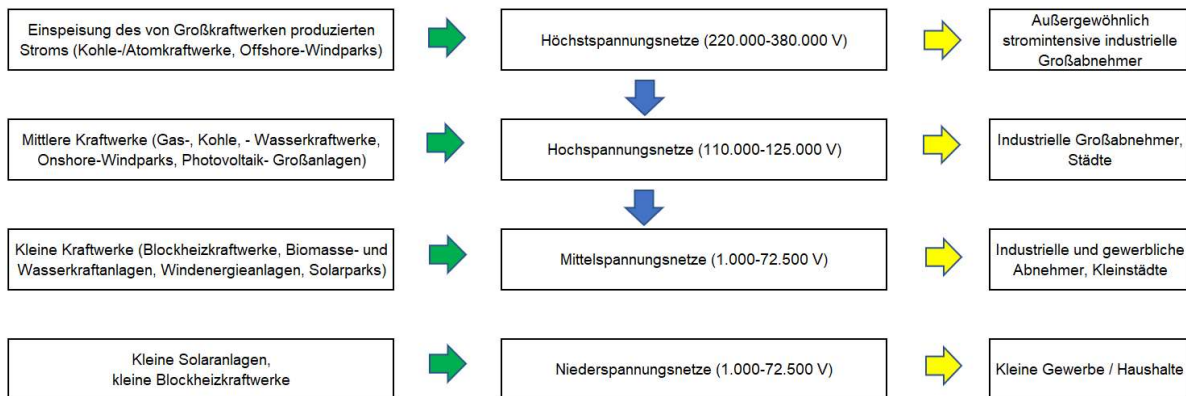 Einspeisung des von Großkraftwerken produzierten
Stroms (Kohle-/Atomkraftwerke, Offshore-Windparks)
Höchstspannungsnetze (220.000-380.000 V)
Außergewöhnlich
stromintensive industrielle
Großabnehmer
Mittlere Kraftwerke (Gas-, Kohle, - Wasserkraftwerke,
Onshore-Windparks, Photovoltaik- Großanlagen)
Hochspannungsnetze (110.000-125.000 V)
Industrielle Großabnehmer,
Städte
Kleine Kraftwerke (Blockheizkraftwerke, Biomasse- und
Wasserkraftanlagen, Windenergieanlagen, Solarparks)
Mittelspannungsnetze (1.000-72.500 V)
Industrielle und gewerbliche
Abnehmer, Kleinstädte
Kleine Solaranlagen,
kleine Blockheizkraftwerke
Niederspannungsnetze (1.000-72.500 V)
Kleine Gewerbe / Haushalte